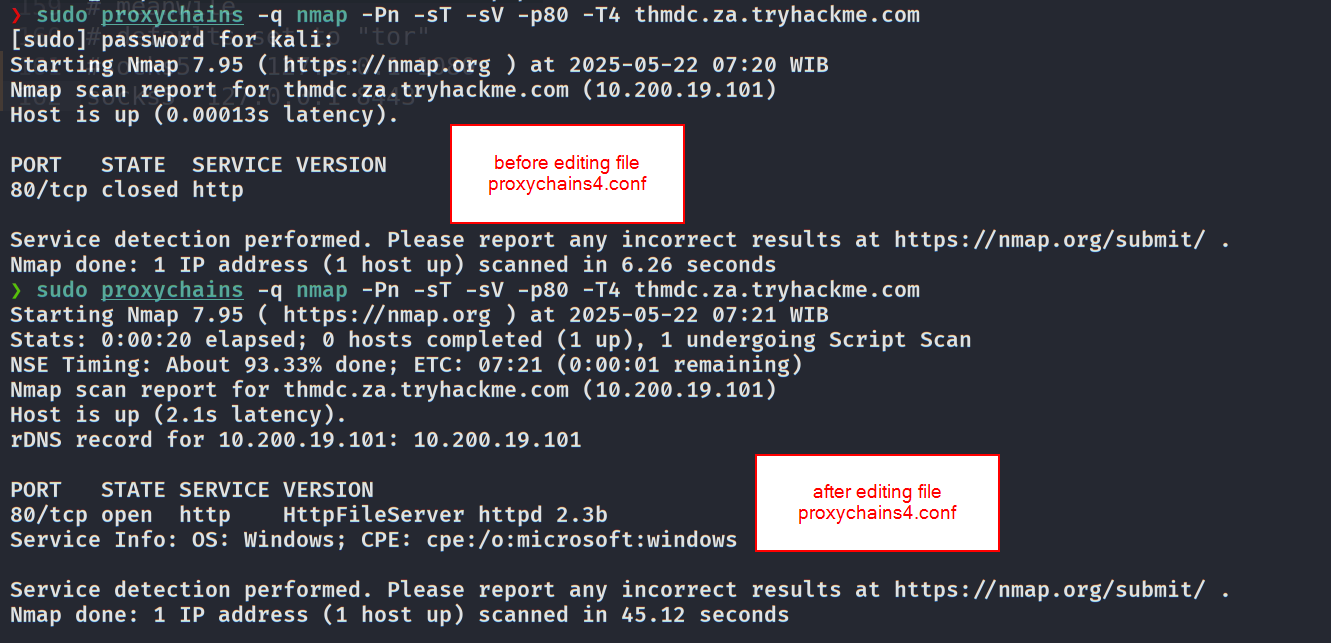 ❯ sudo proxychains -q nmap -Pn -sT -sV -p80 -T4 thmdc.za.tryhackme.com
[sudo] password for kali:
Starting Nmap 7.95 ( https://nmap.org ) at 2025-05-22 07:20 WIB
Nmap scan report for thmdc.za.tryhackme.com (10.200.19.101)
Host is up (0.00013s latency).
before editing file
proxychains4.conf
PORT   STATE  SERVICE VERSION
80/tcp closed http
Service detection performed. Please report any incorrect results at https://nmap.org/submit/ .
Nmap done: 1 IP address (1 host up) scanned in 6.26 seconds
❯ sudo proxychains -q nmap -Pn -sT -sV -p80 -T4 thmdc.za.tryhackme.com
Starting Nmap 7.95 ( https://nmap.org ) at 2025-05-22 07:21 WIB
Stats: 0:00:20 elapsed; 0 hosts completed (1 up), 1 undergoing Script Scan
NSE Timing: About 93.33% done; ETC: 07:21 (0:00:01 remaining)
Nmap scan report for thmdc.za.tryhackme.com (10.200.19.101)
Host is up (2.1s latency).
rDNS record for 10.200.19.101: 10.200.19.101
PORT   STATE SERVICE VERSION
80/tcp open  http    HttpFileServer httpd 2.3b
Service Info: OS: Windows; CPE: cpe:/o:microsoft:windows
after editing file
proxychains4.conf
Service detection performed. Please report any incorrect results at https://nmap.org/submit/ .
Nmap done: 1 IP address (1 host up) scanned in 45.12 seconds